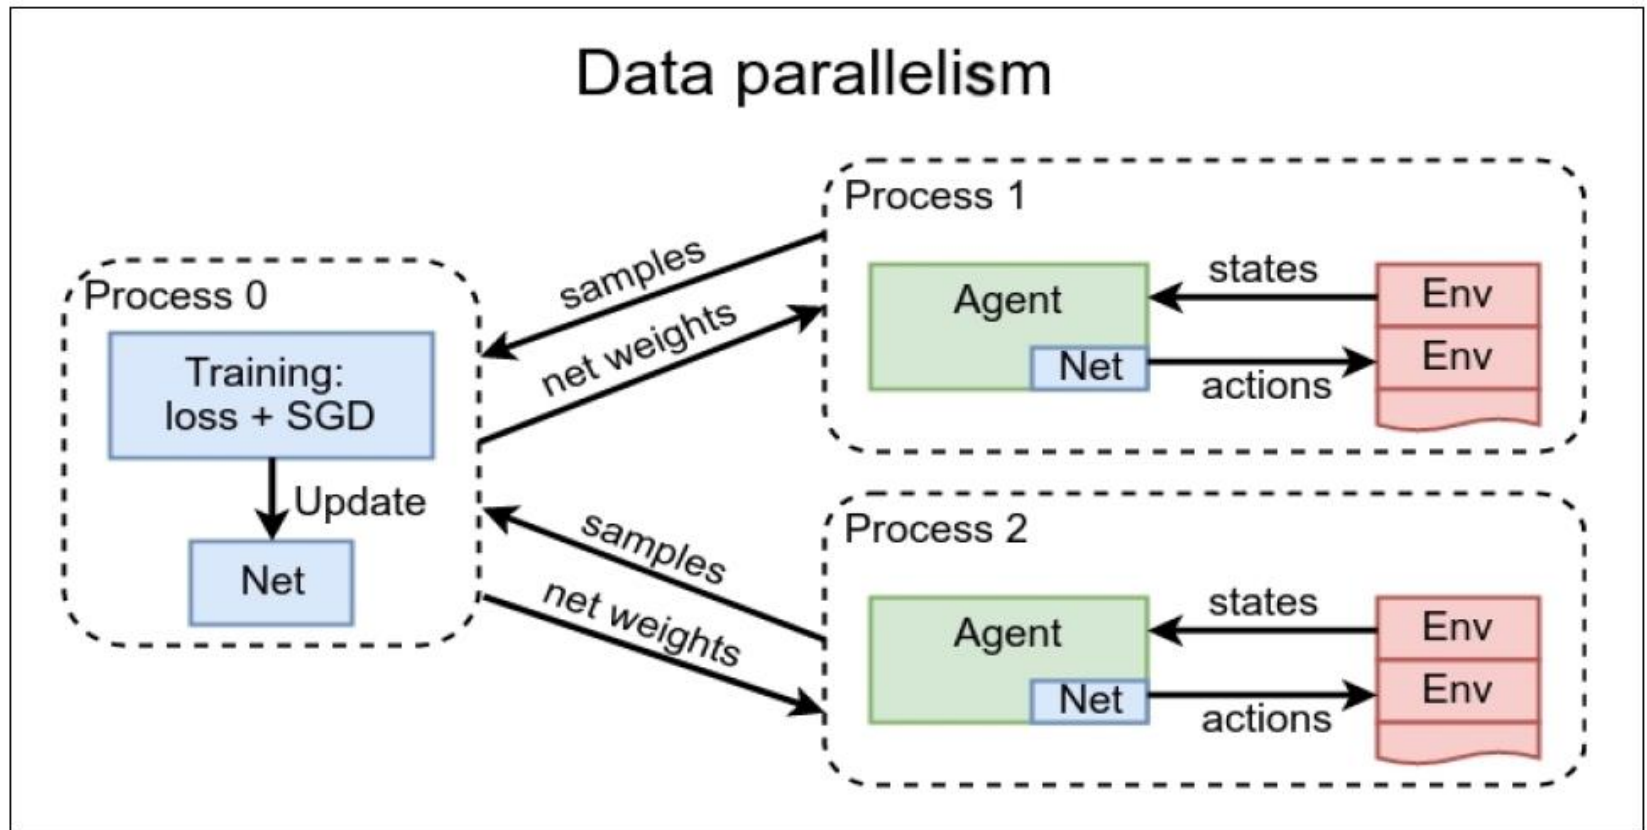 Data parallelism
Process 0
Training:
loss + SGD
Update
Net
samples
net weights
samples
net weights
Process 1
Agent
Net
states
actions
Env
Env
Process 2
Agent
Net
states
actions
Env
Env